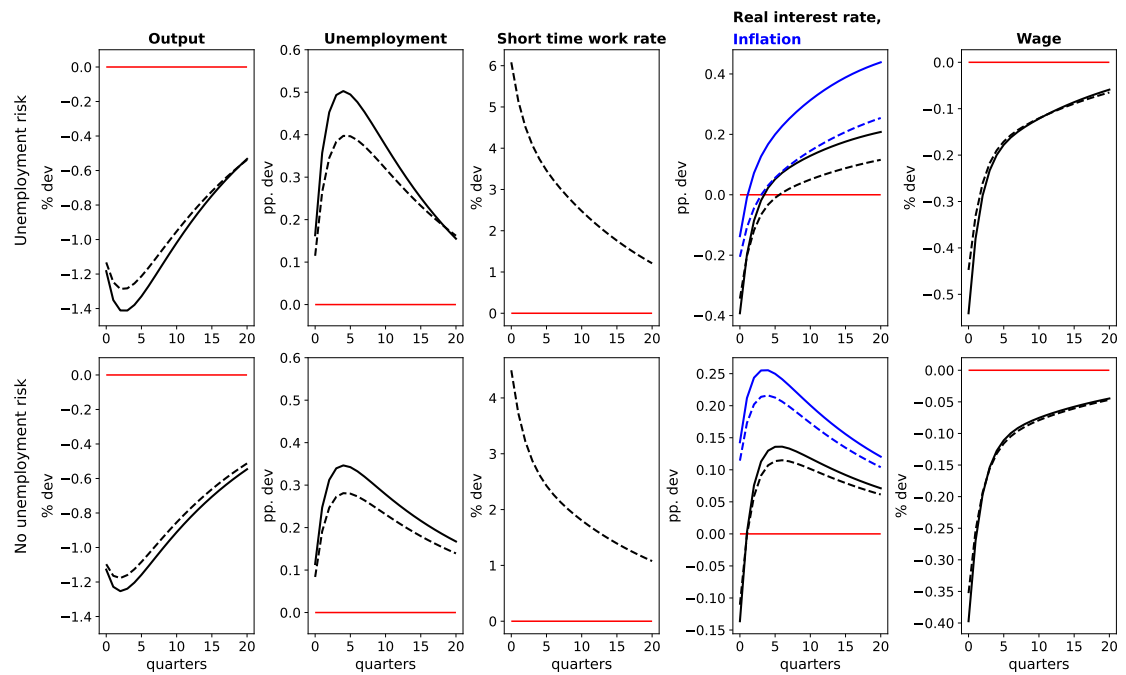 Output
Unemployment
Short time work rate
Real interest rate,
Inflation
Wage
Unemployment risk
% dev
0.0
−0.2
−0.4
−0.6
−0.8
−1.0
−1.2
−1.4
0 5 10 15 20
pp. dev
0.6
0.5
0.4
0.3
0.2
0.1
0.0
0 5 10 15 20
% dev
6
5
4
3
2
1
0
0 5 10 15 20
pp. dev
0.4
0.2
0.0
−0.2
−0.4
0 5 10 15 20
% dev
0.0
−0.1
−0.2
−0.3
−0.4
−0.5
0 5 10 15 20
No unemployment risk
% dev
0.0
−0.2
−0.4
−0.6
−0.8
−1.0
−1.2
−1.4
0 5 10 15 20
quarters
pp. dev
0.6
0.5
0.4
0.3
0.2
0.1
0.0
0 5 10 15 20
quarters
% dev
4
3
2
1
0
0 5 10 15 20
quarters
pp. dev
0.25
0.20
0.15
0.10
0.05
0.00
−0.05
−0.10
−0.15
0 5 10 15 20
quarters
% dev
0.00
−0.05
−0.10
−0.15
−0.20
−0.25
−0.30
−0.35
−0.40
0 5 10 15 20
quarters